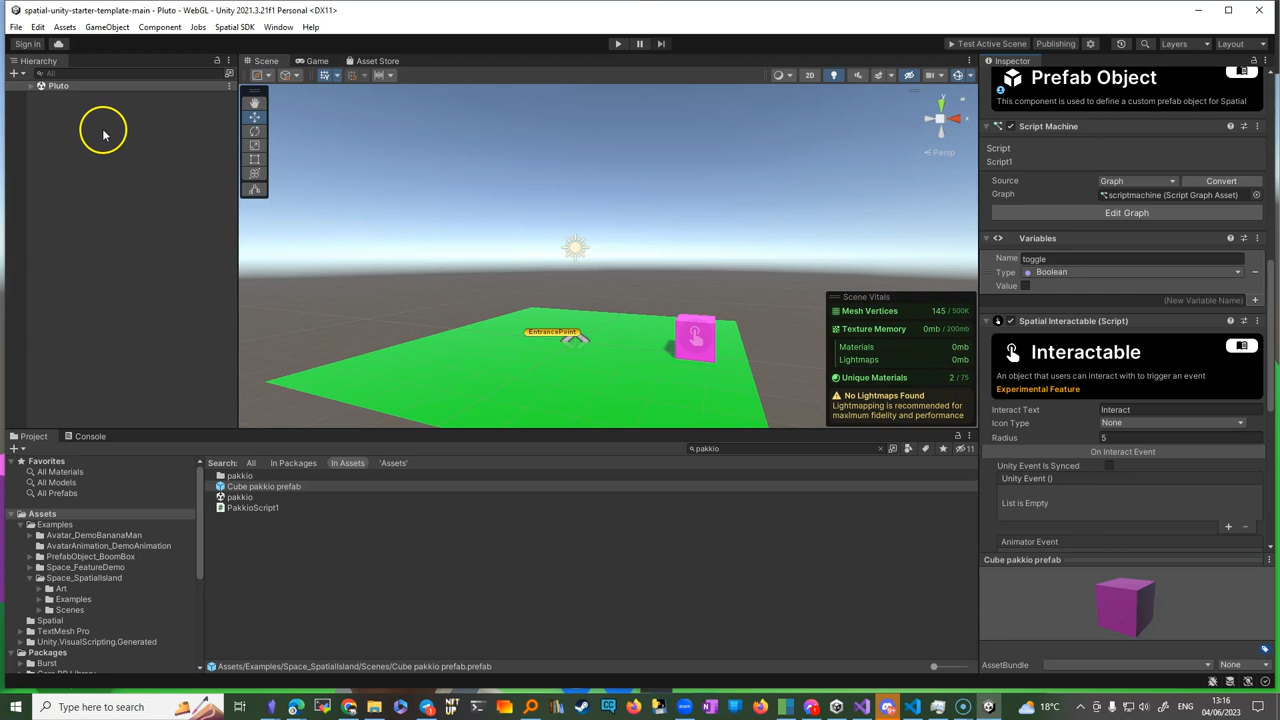 spatial-unity-starter-template-main - Pluto - WebGL - Unity 2021.3.21f1 Personal <DX11>
File Edit Assets GameObject Component Jobs Spatial SDK Window Help
Sign in
Test Active Scene Publishing Layers Layout
Hierarchy
All
Pluto
Scene Game Asset Store
2D
y
x
Persp
EntrancePoint
Scene Vitals
Mesh Vertices 145 / 500K
Texture Memory 0mb / 200mb
Materials 0mb
Lightmaps 0mb
Unique Materials 2 / 75
No Lightmaps Found
Lightmapping is recommended for
maximum fidelity and performance
Inspector
Prefab Object
This component is used to define a custom prefab object for Spatial
Script Machine
Script
Script1
Source Graph Convert
Graph scriptmachine (Script Graph Asset)
Edit Graph
Variables
Name toggle
Type Boolean
Value
(New Variable Name)
Spatial Interactable (Script)
Interactable
An object that users can interact with to trigger an event
Experimental Feature
Interact Text Interact
Icon Type None
Radius 5
On Interact Event
Unity Event Is Synced
Unity Event ()
List is Empty
Animator Event
Cube pakkio prefab
AssetBundle None
Project Console
pakkio
11
Favorites
All Materials
All Models
All Prefabs
Assets
Examples
Avatar_DemoBananaMan
AvatarAnimation_DemoAnimation
PrefabObject_BoomBox
Space_FeatureDemo
Space_SpatialIsland
Art
Examples
Scenes
Spatial
TextMesh Pro
Unity.VisualScripting.Generated
Packages
Burst
Search: All In Packages In Assets 'Assets'
pakkio
Cube pakkio prefab
pakkio
PakkioScript1
Assets/Examples/Space_SpatialIsland/Scenes/Cube pakkio prefab.prefab
Type here to search
18°C
ENG
13:16
04/06/2023